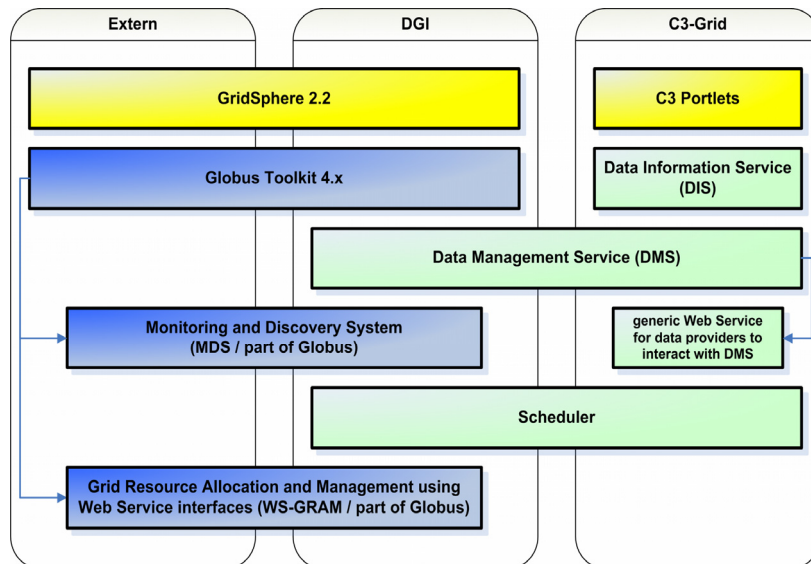 Extern
DGI
C3-Grid
GridSphere 2.2
C3 Portlets
Globus Toolkit 4.x
Data Information Service
(DIS)
Data Management Service (DMS)
Monitoring and Discovery System
(MDS / part of Globus)
generic Web Service
for data providers to
interact with DMS
Scheduler
Grid Resource Allocation and Management using
Web Service interfaces (WS-GRAM / part of Globus)